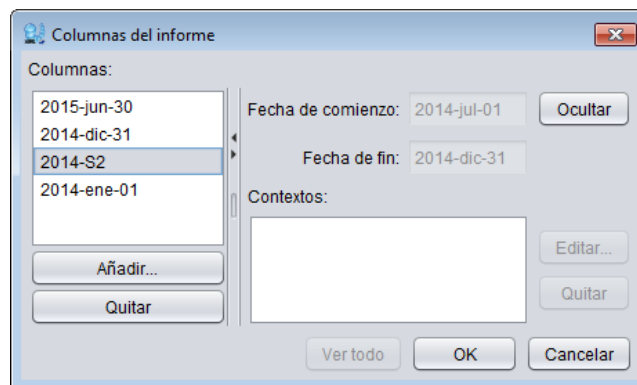 Columnas del informe
Columnas:
2015-jun-30
2014-dic-31
2014-S2
2014-ene-01
Añadir...
Quitar
Fecha de comienzo: 2014-jul-01 Ocultar
Fecha de fin: 2014-dic-31
Contextos:
Editar...
Quitar
Ver todo OK Cancelar